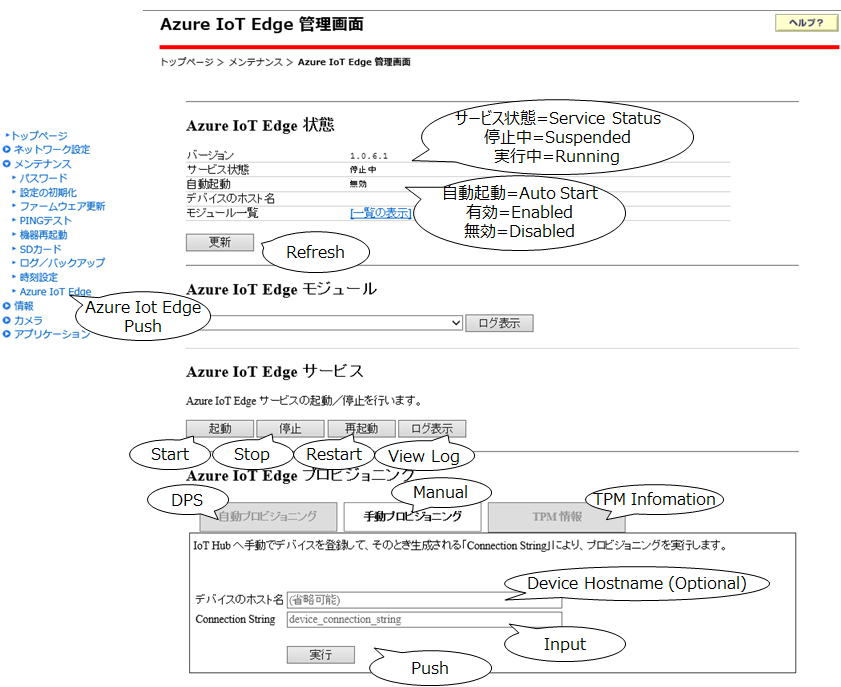 Azure IoT Edge 管理画面
ヘルプ?
トップページ > メンテナンス > Azure IoT Edge 管理画面
トップページ
ネットワーク設定
メンテナンス
パスワード
設定の初期化
ファームウェア更新
PINGテスト
機器再起動
SDカード
ログ/バックアップ
時刻設定
Azure IoT Edge
情報
カメラ
アプリケーション
Azure Iot Edge
Push
Azure IoT Edge 状態
サービス状態=Service Status
停止中=Suspended
実行中=Running
バージョン 1.0.6.1
サービス状態 停止中
自動起動 無効
デバイスのホスト名
モジュール一覧 [一覧の表示]
自動起動=Auto Start
有効=Enabled
無効=Disabled
更新
Refresh
Azure IoT Edge モジュール
ログ表示
Azure IoT Edge サービス
Azure IoT Edge サービスの起動/停止を行います。
起動 停止 再起動 ログ表示
Start Stop Restart View Log
Azure IoT Edge プロビジョニング
DPS Manual TPM Infomation
自動プロビジョニング 手動プロビジョニング TPM 情報
IoT Hub へ手動でデバイスを登録して、そのとき生成される「Connection String」により、プロビジョニングを実行します。
Device Hostname (Optional)
デバイスのホスト名 (省略可能)
Connection String device_connection_string
Input
実行
Push